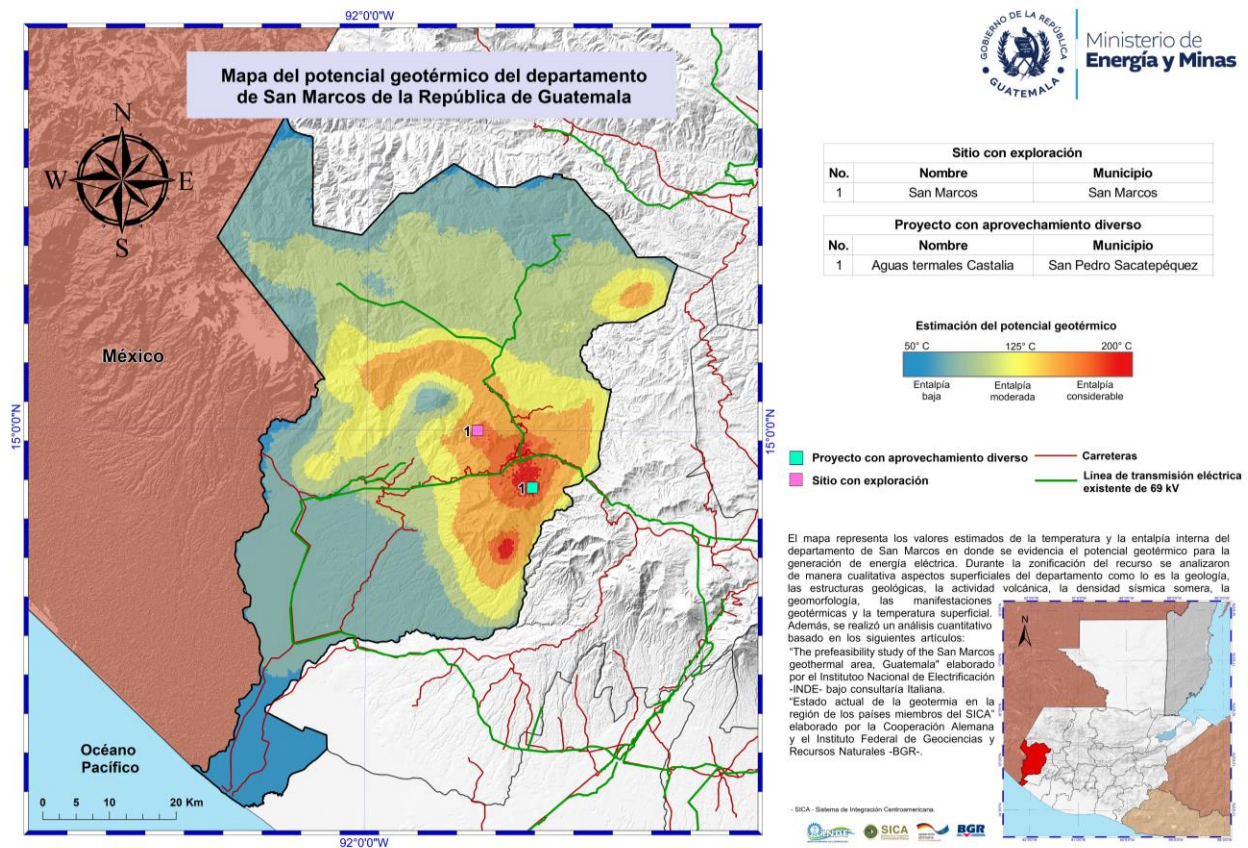 92°0'0"W
Mapa del potencial geotérmico del departamento
de San Marcos de la República de Guatemala
N
W E
S
México
15°0'0"N
15°0'0"N
1
1
Océano
Pacífico
0 5 10 20 Km
92°0'0"W
GOBIERNO DE LA REPÚBLICA
GUATEMALA
Ministerio de
Energía y Minas
Sitio con exploración
No. Nombre Municipio
1 San Marcos San Marcos
Proyecto con aprovechamiento diverso
No. Nombre Municipio
1 Aguas termales Castalia San Pedro Sacatepéquez
Estimación del potencial geotérmico
50° C 125° C 200° C
Entalpía Entalpía Entalpía
baja moderada considerable
Proyecto con aprovechamiento diverso
Sitio con exploración
Carreteras
Línea de transmisión eléctrica
existente de 69 kV
El mapa representa los valores estimados de la temperatura y la entalpía interna del
departamento de San Marcos en donde se evidencia el potencial geotérmico para la
generación de energía eléctrica. Durante la zonificación del recurso se analizaron
de manera cualitativa aspectos superficiales del departamento como lo es la geología,
las estructuras geológicas, la actividad volcánica, la densidad sísmica somera, la
geomorfología, las manifestaciones
geotérmicas y la temperatura superficial.
Además, se realizó un análisis cuantitativo
basado en los siguientes artículos:
"The prefeasibility study of the San Marcos
geothermal area, Guatemala" elaborado
por el Institutoo Nacional de Electrificación
-INDE- bajo consultaría Italiana.
"Estado actual de la geotermia en la
región de los países miembros del SICA"
elaborado por la Cooperación Alemana
y el Instituto Federal de Geociencias y
Recursos Naturales -BGR-.
N
- SICA - Sistema de Integración Centroamericana.
INDE
SICA
BGR